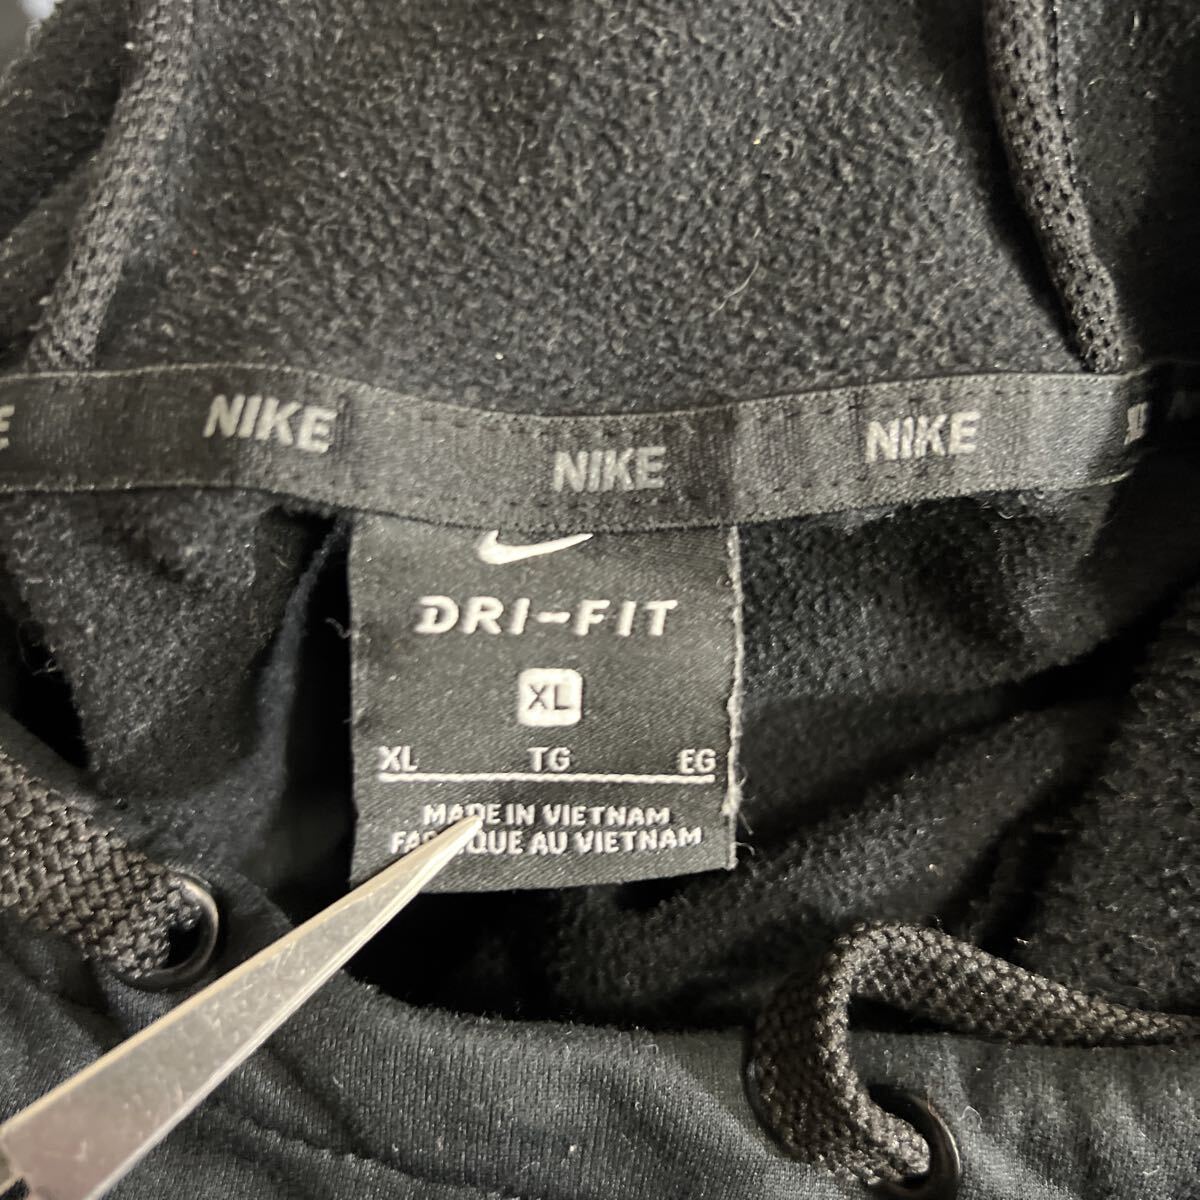 NIKE
NIKE
NIKE
DRI-FIT
XL
XL TG EG
MADE IN VIETNAM
FABRIQUE AU VIETNAM